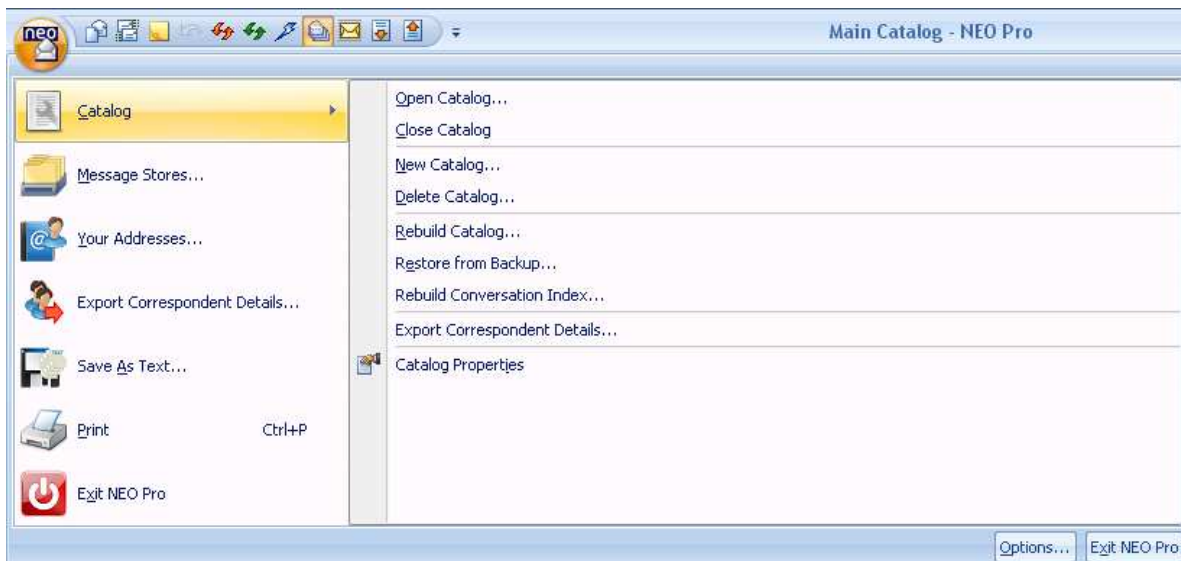 neo
Main Catalog - NEO Pro
Catalog
Message Stores...
Your Addresses...
Export Correspondent Details...
Save As Text...
Print Ctrl+P
Exit NEO Pro
Open Catalog...
Close Catalog
New Catalog...
Delete Catalog...
Rebuild Catalog...
Restore from Backup...
Rebuild Conversation Index...
Export Correspondent Details...
Catalog Properties
Options... Exit NEO Pro